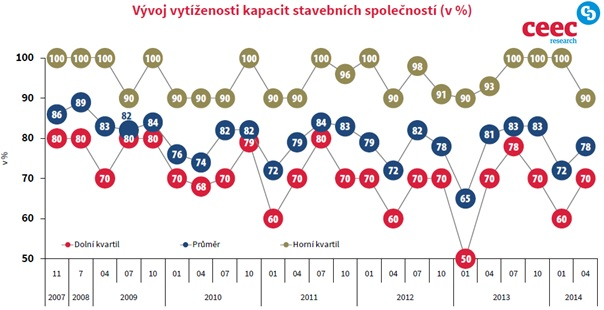 Vývoj vytíženosti kapacit stavebních společností (v %)
ceec
research
100%
90%
80%
70%
60%
50%
v %
100 100 100 90 100 90 90 90 100 90 90 100 96 100 90 98 91 90 93 100 100 100 90
86 89 83 82 84 76 74 82 82 72 79 84 83 79 72 82 78 65 81 83 83 72 78
80 80 70 80 80 70 68 70 79 60 70 80 70 70 60 70 70 50 70 78 70 60 70
Dolní kvartil Průměr Horní kvartil
11 7 04 07 10 01 04 07 10 01 04 07 10 01 04 07 10 01 04 07 10 01 04
2007 2008 2009 2010 2011 2012 2013 2014